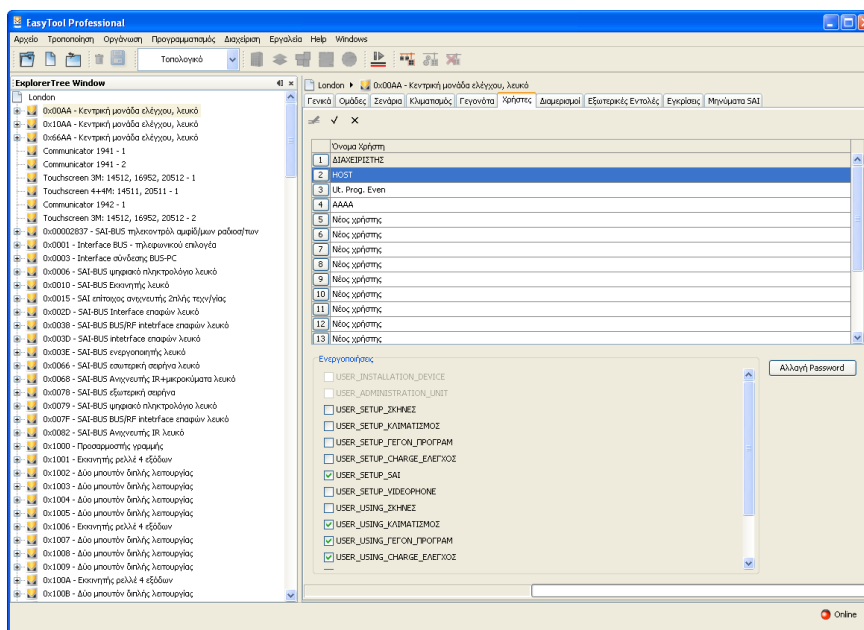 EasyTool Professional
Αρχείο Τροποποίηση Οργάνωση Προγραμματισμός Διαχείριση Εργαλεία Help Windows
Τοπολογικό
ExplorerTree Window
London
0x00AA - Κεντρική μονάδα ελέγχου, λευκό
0x10AA - Κεντρική μονάδα ελέγχου, λευκό
0x66AA - Κεντρική μονάδα ελέγχου, λευκό
Communicator 1941 - 1
Communicator 1941 - 2
Touchscreen 3M: 14512, 16952, 20512 - 1
Touchscreen 4+4M: 14511, 20511 - 1
Communicator 1942 - 1
Touchscreen 3M: 14512, 16952, 20512 - 2
0x00002837 - SAI-BUS τηλεκοντρόλ αμφίδ/μων ραδιοσ/των
0x0001 - Interface BUS - τηλεφωνικού επιλογέα
0x0003 - Interface σύνδεσης BUS-PC
0x0006 - SAI-BUS ψηφιακό πληκτρολόγιο λευκό
0x0010 - SAI-BUS Εκκινητής λευκό
0x0015 - SAI επίτοιχος ανιχνευτής 2πλής τεχν/γίας
0x002D - SAI-BUS Interface επαφών λευκό
0x0038 - SAI-BUS BUS/RF intetrface επαφών λευκό
0x003D - SAI-BUS intetrface επαφών λευκό
0x003E - SAI-BUS ενεργοποιητής λευκό
0x0066 - SAI-BUS εσωτερική σειρήνα λευκό
0x0068 - SAI-BUS Ανιχνευτής IR+μικροκύματα λευκό
0x0078 - SAI-BUS εξωτερική σειρήνα
0x0079 - SAI-BUS ψηφιακό πληκτρολόγιο λευκό
0x007F - SAI-BUS BUS/RF intetrface επαφών λευκό
0x0082 - SAI-BUS Ανιχνευτής IR λευκό
0x1000 - Προσαρμοστής γραμμής
0x1001 - Εκκινητής ρελλέ 4 εξόδων
0x1002 - Δύο μπουτόν διπλής λειτουργίας
0x1003 - Δύο μπουτόν διπλής λειτουργίας
0x1004 - Δύο μπουτόν διπλής λειτουργίας
0x1005 - Δύο μπουτόν διπλής λειτουργίας
0x1006 - Εκκινητής ρελλέ 4 εξόδων
0x1007 - Δύο μπουτόν διπλής λειτουργίας
0x1008 - Δύο μπουτόν διπλής λειτουργίας
0x1009 - Δύο μπουτόν διπλής λειτουργίας
0x100A - Εκκινητής ρελλέ 4 εξόδων
0x100B - Δύο μπουτόν διπλής λειτουργίας
London 0x00AA - Κεντρική μονάδα ελέγχου, λευκό
Γενικά Ομάδες Σενάρια Κλιματισμός Γεγονότα Χρήστες Διαμερισμοί Εξωτερικές Εντολές Εγκρίσεις Μηνύματα SAI
Όνομα Χρήστη
1 ΔΙΑΧΕΙΡΙΣΤΗΣ
2 HOST
3 Ut. Prog. Even
4 AAAA
5 Νέος χρήστης
6 Νέος χρήστης
7 Νέος χρήστης
8 Νέος χρήστης
9 Νέος χρήστης
10 Νέος χρήστης
11 Νέος χρήστης
12 Νέος χρήστης
13 Νέος χρήστης
Ενεργοποιήσεις
USER_INSTALLATION_DEVICE
USER_ADMINISTRATION_UNIT
USER_SETUP_ΣΚΗΝΕΣ
USER_SETUP_ΚΛΙΜΑΤΙΣΜΟΣ
USER_SETUP_ΓΕΓΟΝ_ΠΡΟΓΡΑΜ
USER_SETUP_CHARGE_ΕΛΕΓΧΟΣ
USER_SETUP_SAI
USER_SETUP_VIDEOPHONE
USER_USING_ΣΚΗΝΕΣ
USER_USING_ΚΛΙΜΑΤΙΣΜΟΣ
USER_USING_ΓΕΓΟΝ_ΠΡΟΓΡΑΜ
USER_USING_CHARGE_ΕΛΕΓΧΟΣ
Αλλαγή Password
Online